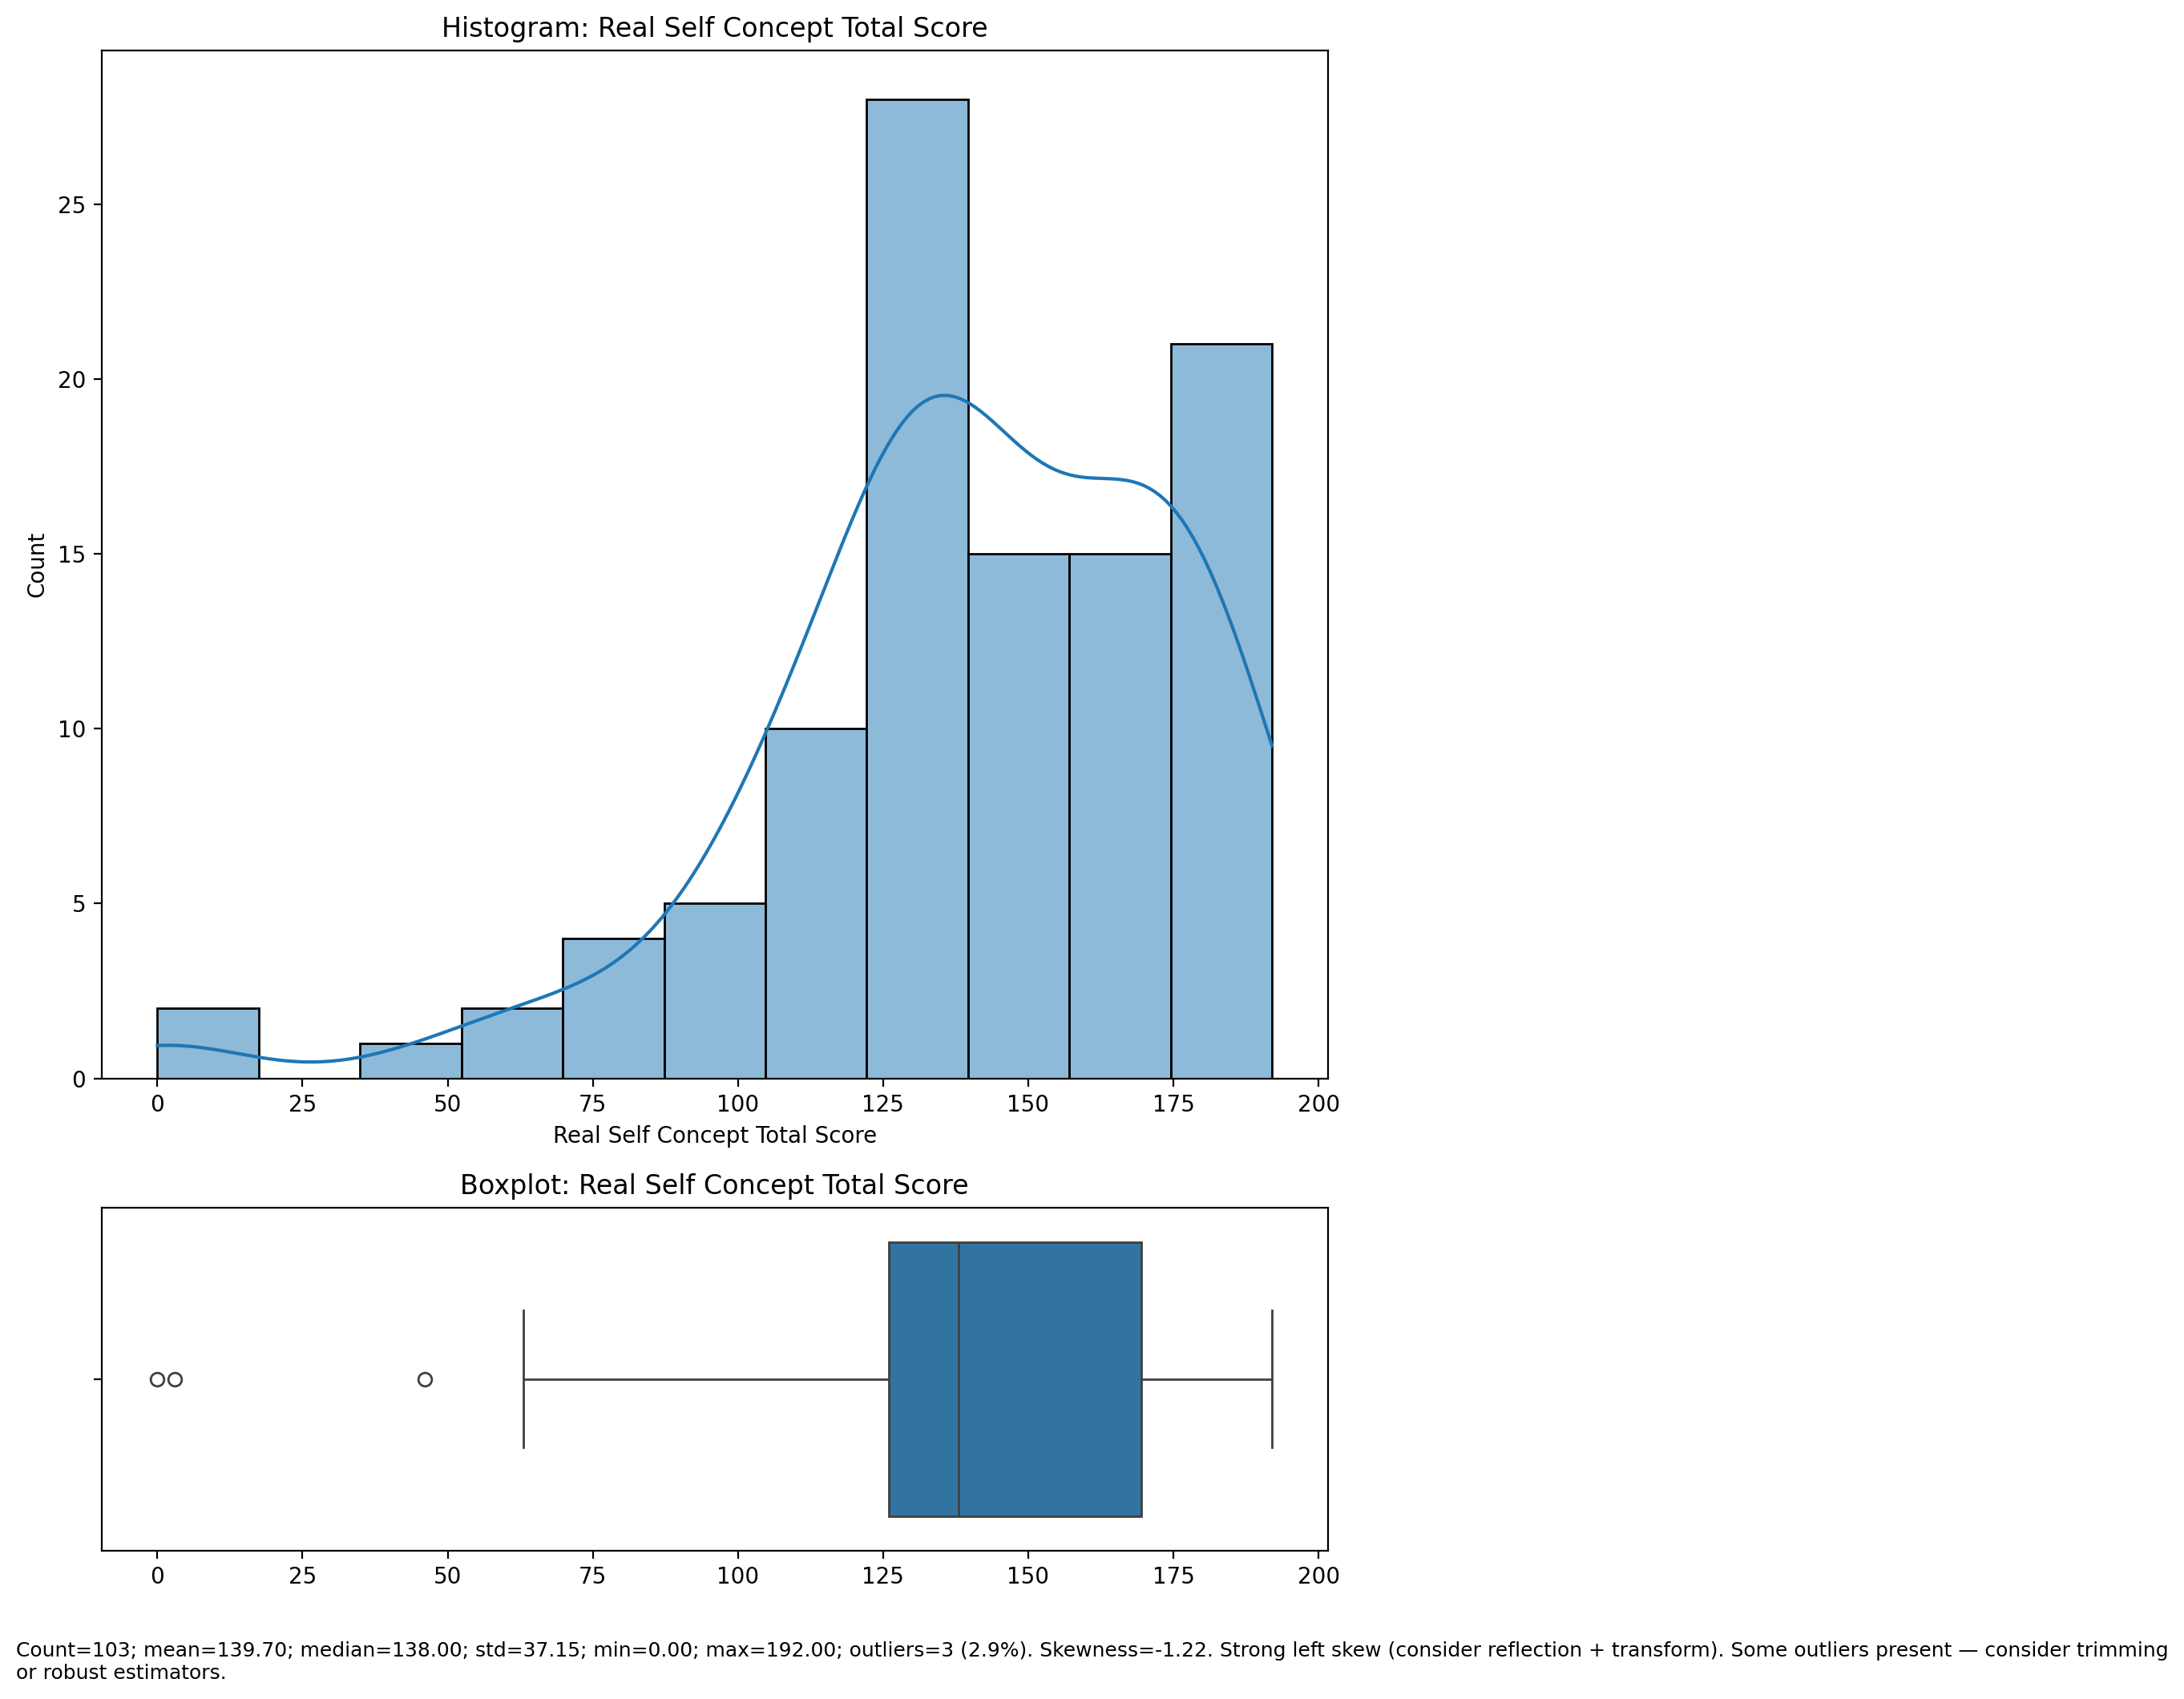 Histogram: Real Self Concept Total Score
25
20
15
10
5
0
Count
0 25 50 75 100 125 150 175 200
Real Self Concept Total Score
Boxplot: Real Self Concept Total Score
0 25 50 75 100 125 150 175 200
Count=103; mean=139.70; median=138.00; std=37.15; min=0.00; max=192.00; outliers=3 (2.9%). Skewness=-1.22. Strong left skew (consider reflection + transform). Some outliers present — consider trimming
or robust estimators.